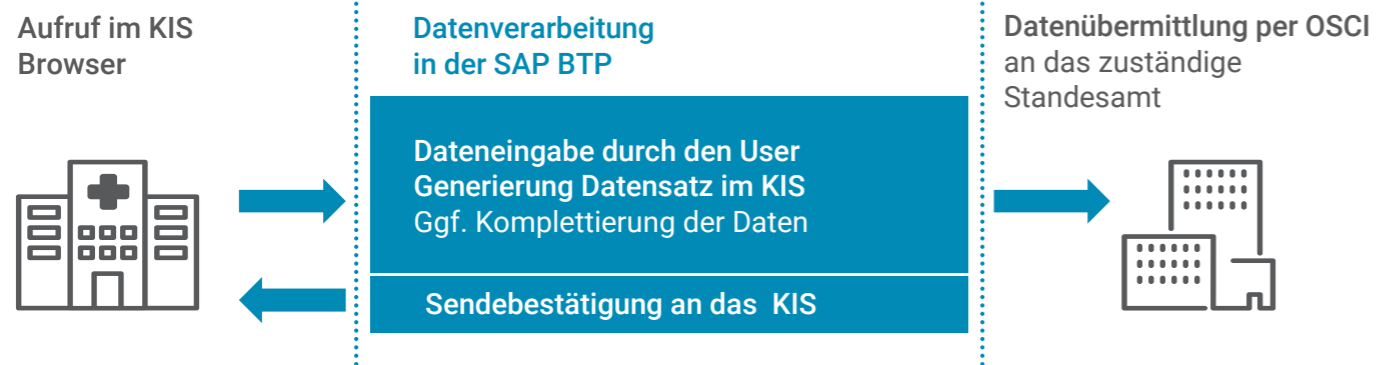 Aufruf im KIS
Browser
Datenverarbeitung
in der SAP BTP
Dateneingabe durch den User
Generierung Datensatz im KIS
Ggf. Komplettierung der Daten
Sendebestätigung an das KIS
Datenübermittlung per OSCI
an das zuständige
Standesamt